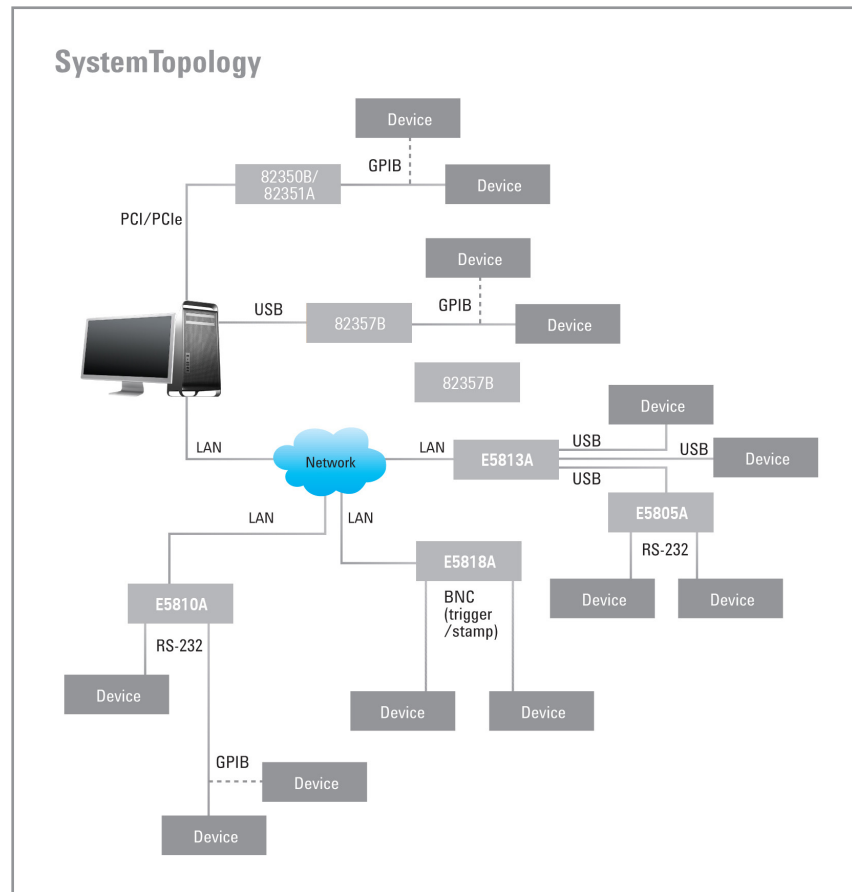 SystemTopology
Device
GPIB
82350B/
82351A
Device
PCI/PCIe
Device
USB
GPIB
82357B
Device
82357B
Device
USB
LAN
Network
LAN
E5813A
USB
Device
USB
LAN
LAN
E5805A
E5818A
RS-232
E5810A
BNC
(trigger
/stamp)
Device
Device
RS-232
Device
Device
Device
GPIB
Device
Device